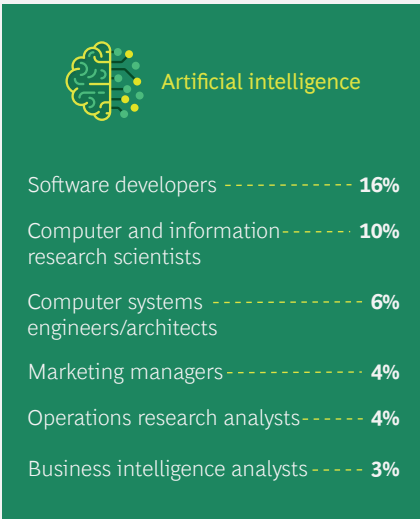 Artificial intelligence
Software developers 16%
Computer and information 10%
research scientists
Computer systems 6%
engineers/architects
Marketing managers 4%
Operations research analysts 4%
Business intelligence analysts 3%